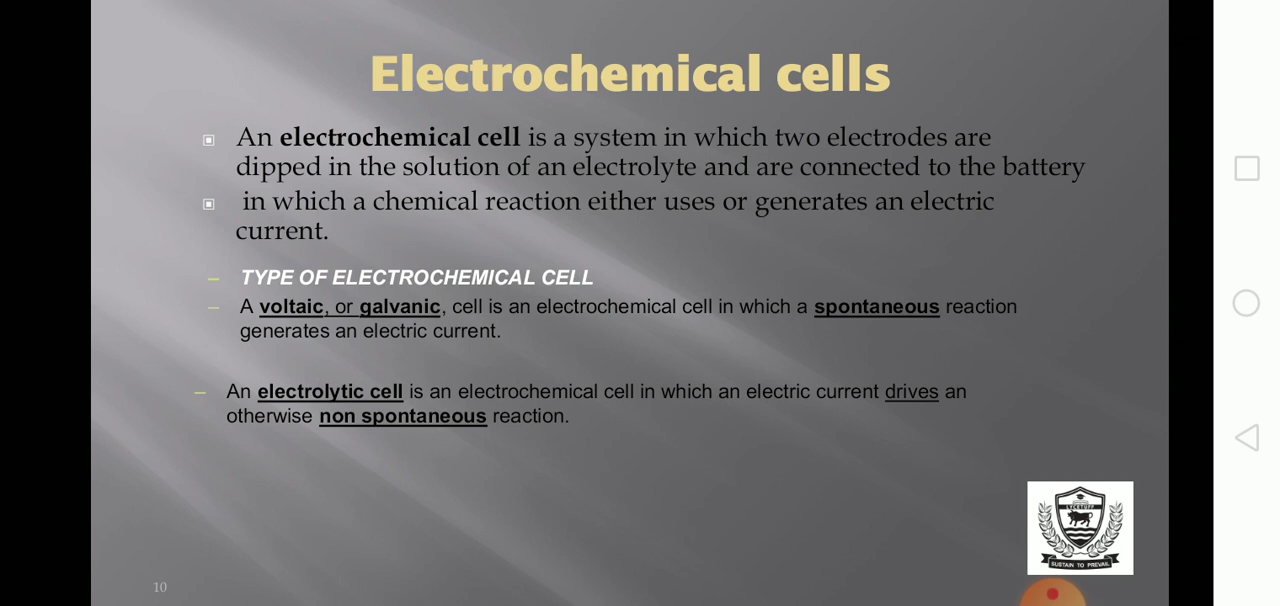 Electrochemical cells
An electrochemical cell is a system in which two electrodes are
dipped in the solution of an electrolyte and are connected to the battery
in which a chemical reaction either uses or generates an electric
current.
– TYPE OF ELECTROCHEMICAL CELL
– A voltaic, or galvanic, cell is an electrochemical cell in which a spontaneous reaction
generates an electric current.
– An electrolytic cell is an electrochemical cell in which an electric current drives an
otherwise non spontaneous reaction.
SUSTAIN TO PREVAIL
10